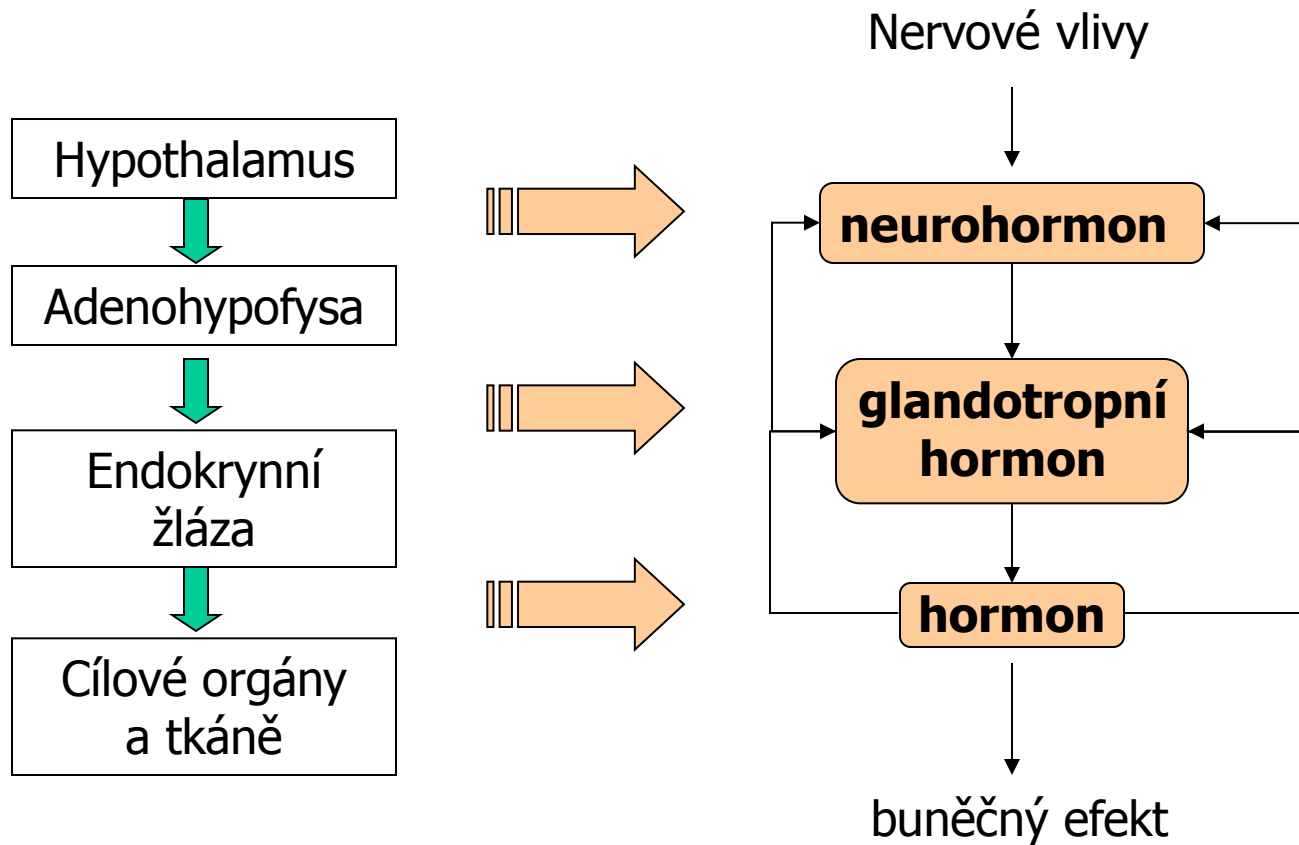 Hypothalamus
Adenohypofysa
Endokrynní
žláza
Cílové orgány
a tkáně
Nervové vlivy
neurohormon
glandotropní
hormon
hormon
buněčný efekt